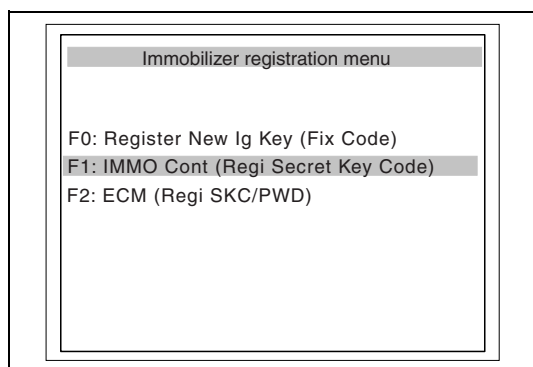 Immobilizer registration menu
F0: Register New Ig Key (Fix Code)
F1: IMMO Cont (Regi Secret Key Code)
F2: ECM (Regi SKC/PWD)